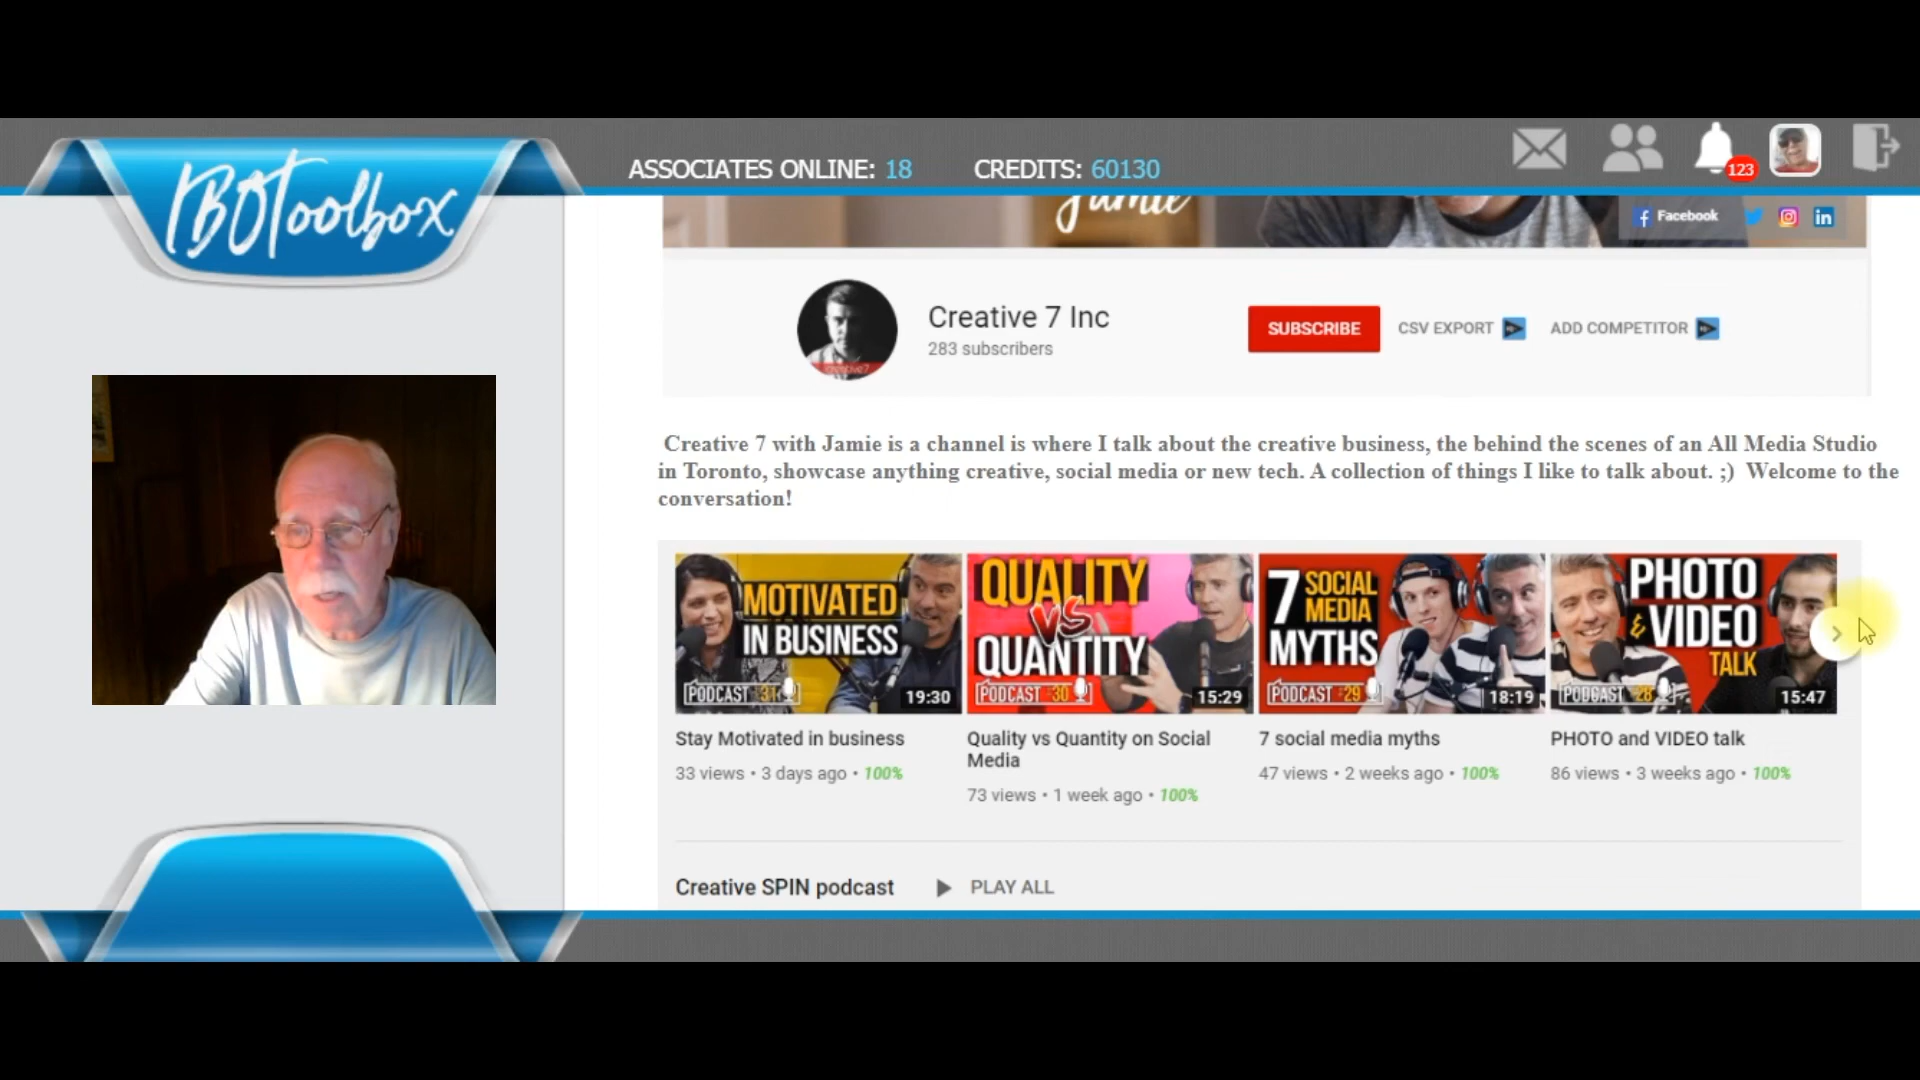 IBOToolbox
ASSOCIATES ONLINE: 18 CREDITS: 60130
123
Jamie
Facebook
Creative 7 Inc
283 subscribers
SUBSCRIBE
CSV EXPORT
ADD COMPETITOR
creative7
Creative 7 with Jamie is a channel is where I talk about the creative business, the behind the scenes of an All Media Studio
in Toronto, showcase anything creative, social media or new tech. A collection of things I like to talk about. ;) Welcome to the
conversation!
MOTIVATED
IN BUSINESS
PODCAST 31
19:30
Stay Motivated in business
33 views • 3 days ago • 100%
QUALITY
VS
QUANTITY
PODCAST 30
15:29
Quality vs Quantity on Social
Media
73 views • 1 week ago • 100%
7 SOCIAL
MEDIA
MYTHS
PODCAST 29
18:19
7 social media myths
47 views • 2 weeks ago • 100%
PHOTO
& VIDEO
TALK
PODCAST 28
15:47
PHOTO and VIDEO talk
86 views • 3 weeks ago • 100%
Creative SPIN podcast PLAY ALL